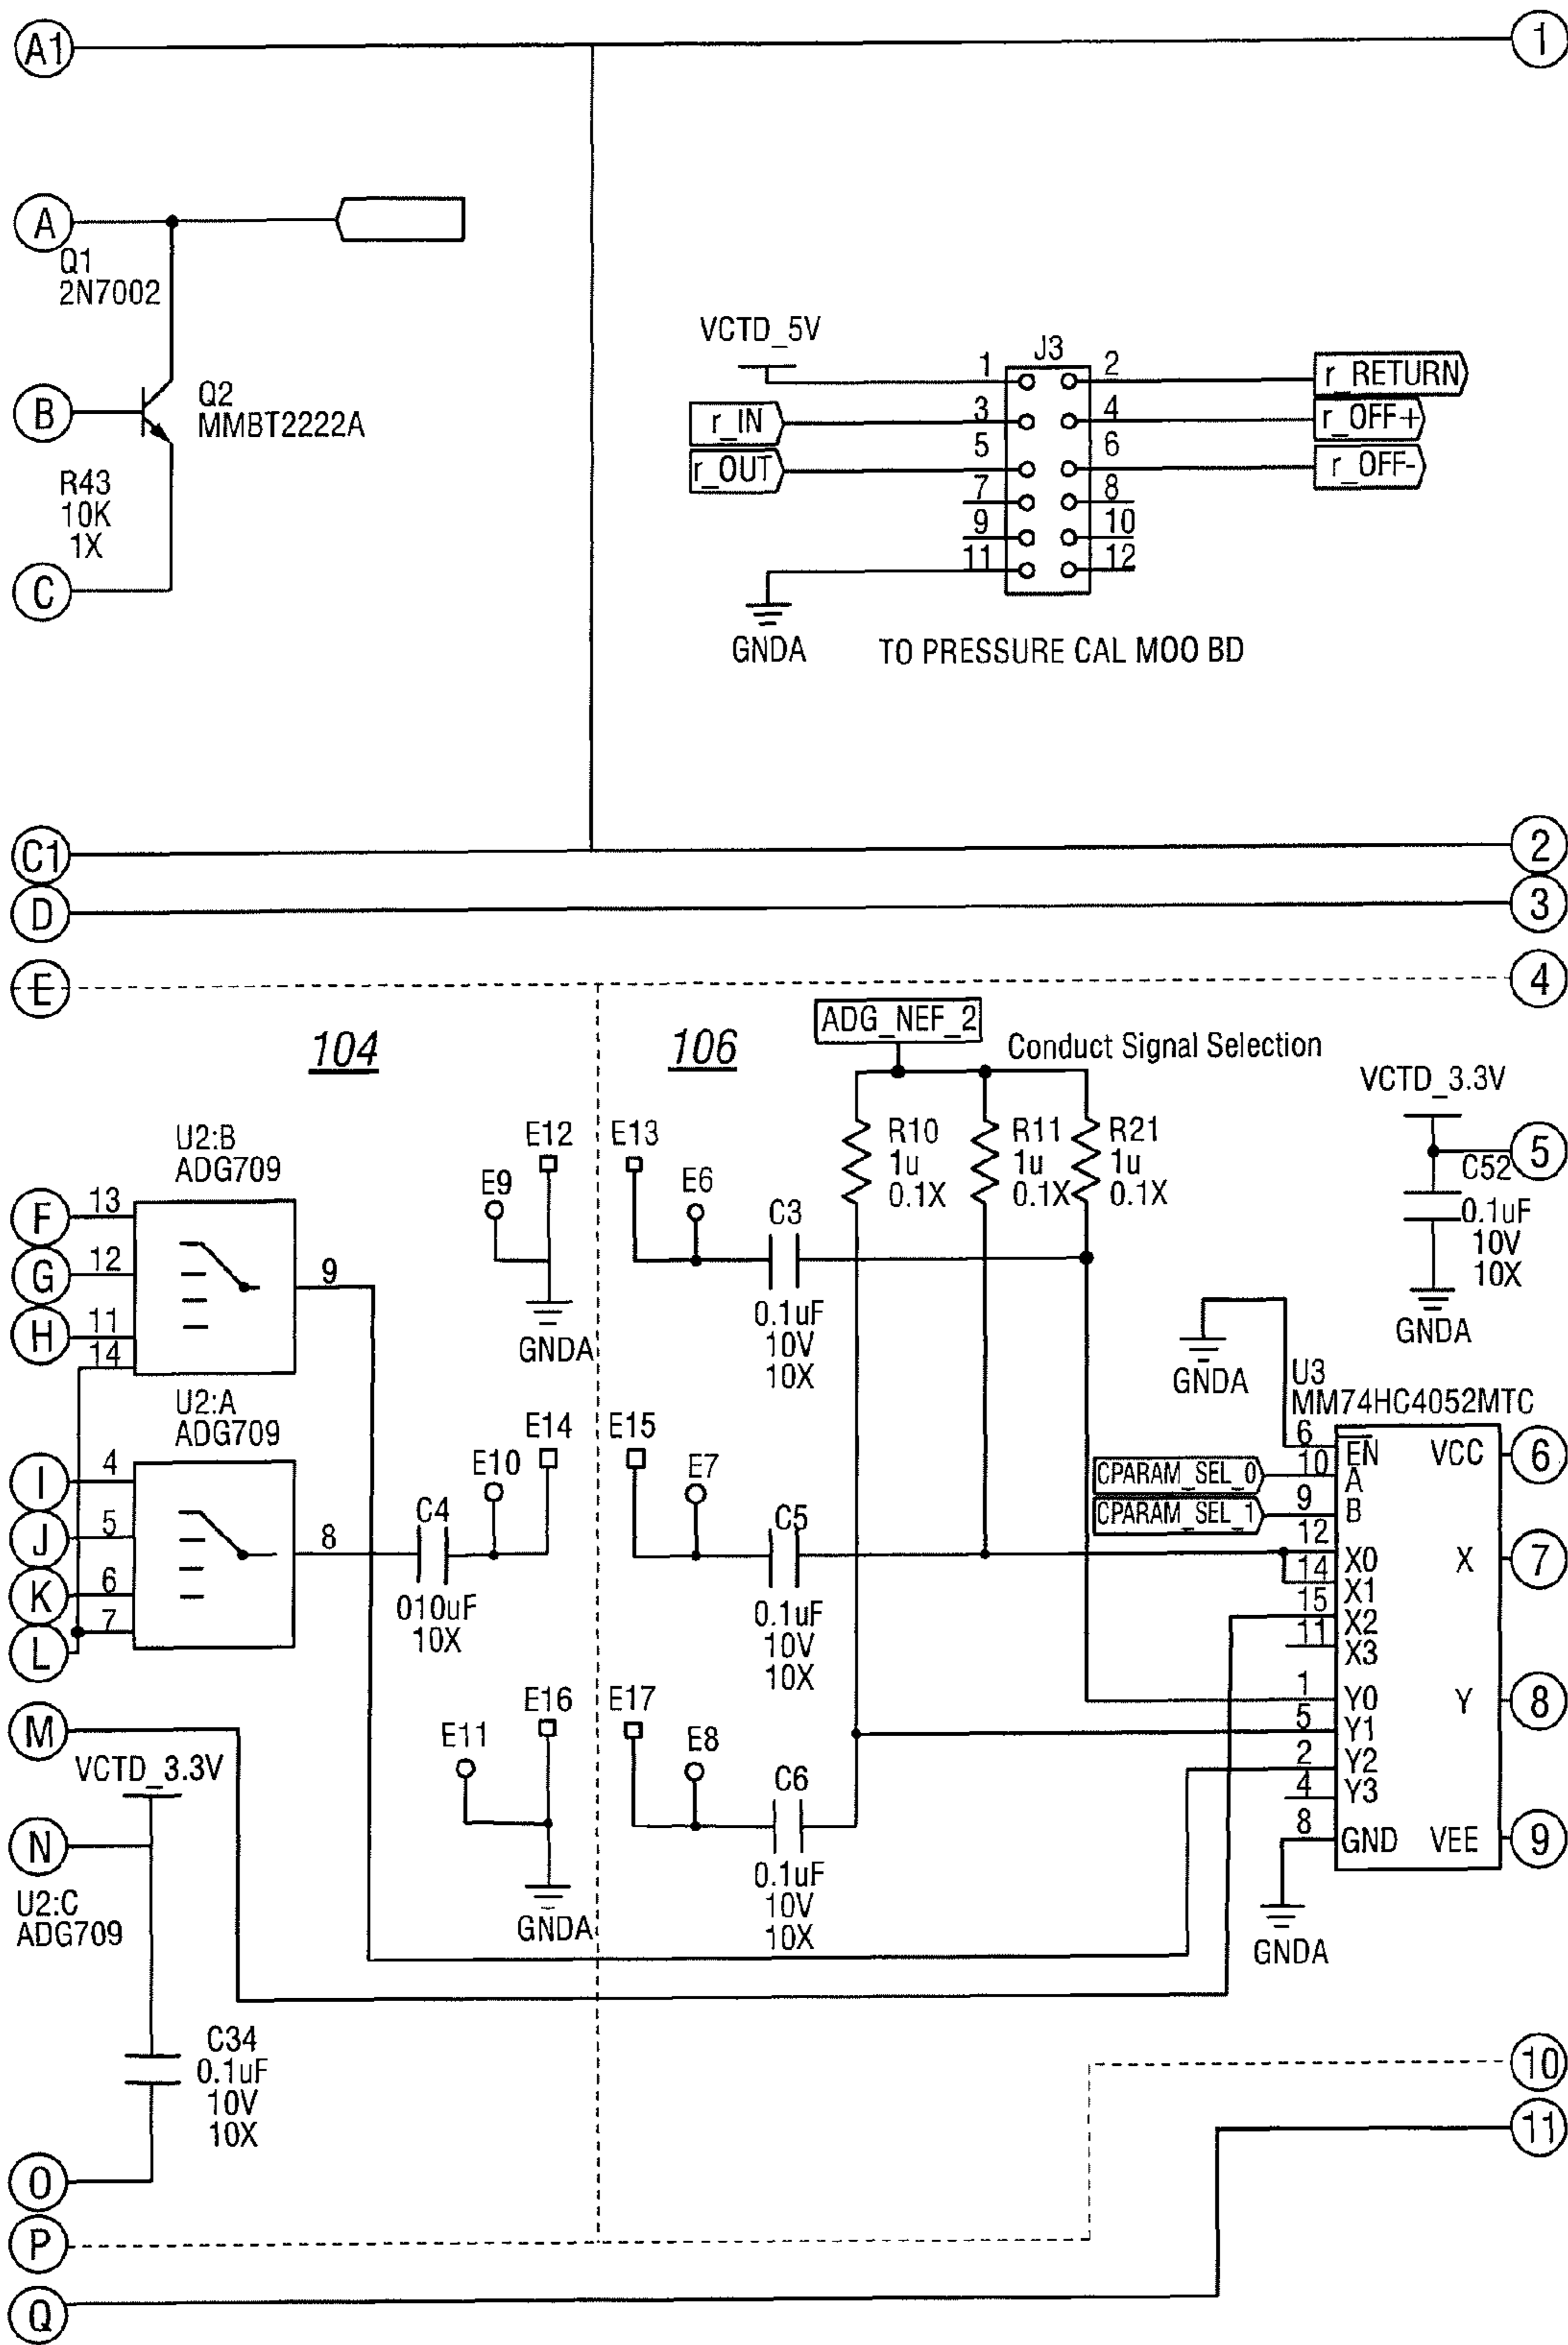 A1
1
A
Q1
2N7002
B
Q2
MMBT2222A
R43
10K
1X
C
VCTD_5V
J3
1
2
r_RETURN
r_IN
3
4
r_OFF+
r_OUT
5
6
r_OFF-
7
8
9
10
11
12
GNDA
TO PRESSURE CAL MOO BD
C1
2
D
3
E
4
104
106
ADG_NEF_2
Conduct Signal Selection
VCTD_3.3V
5
C52
0.1uF
10V
10X
GNDA
R10
1u
0.1X
R11
1u
0.1X
R21
1u
0.1X
U2:B
ADG709
F
13
G
12
H
11
14
9
E12
E9
GNDA
E13
E6
C3
0.1uF
10V
10X
GNDA
U2:A
ADG709
I
4
J
5
K
6
7
L
8
C4
010uF
10X
E10
E14
E15
E7
C5
0.1uF
10V
10X
U3
MM74HC4052MTC
6
EN
VCC
6
CPARAM_SEL_0
10
A
CPARAM_SEL_1
9
B
12
X0
X
7
14
X1
15
X2
11
X3
1
Y0
Y
8
5
Y1
2
Y2
4
Y3
8
GND
VEE
9
GNDA
M
VCTD_3.3V
N
U2:C
ADG709
E16
E11
GNDA
E17
E8
C6
0.1uF
10V
10X
C34
0.1uF
10V
10X
10
11
O
P
Q